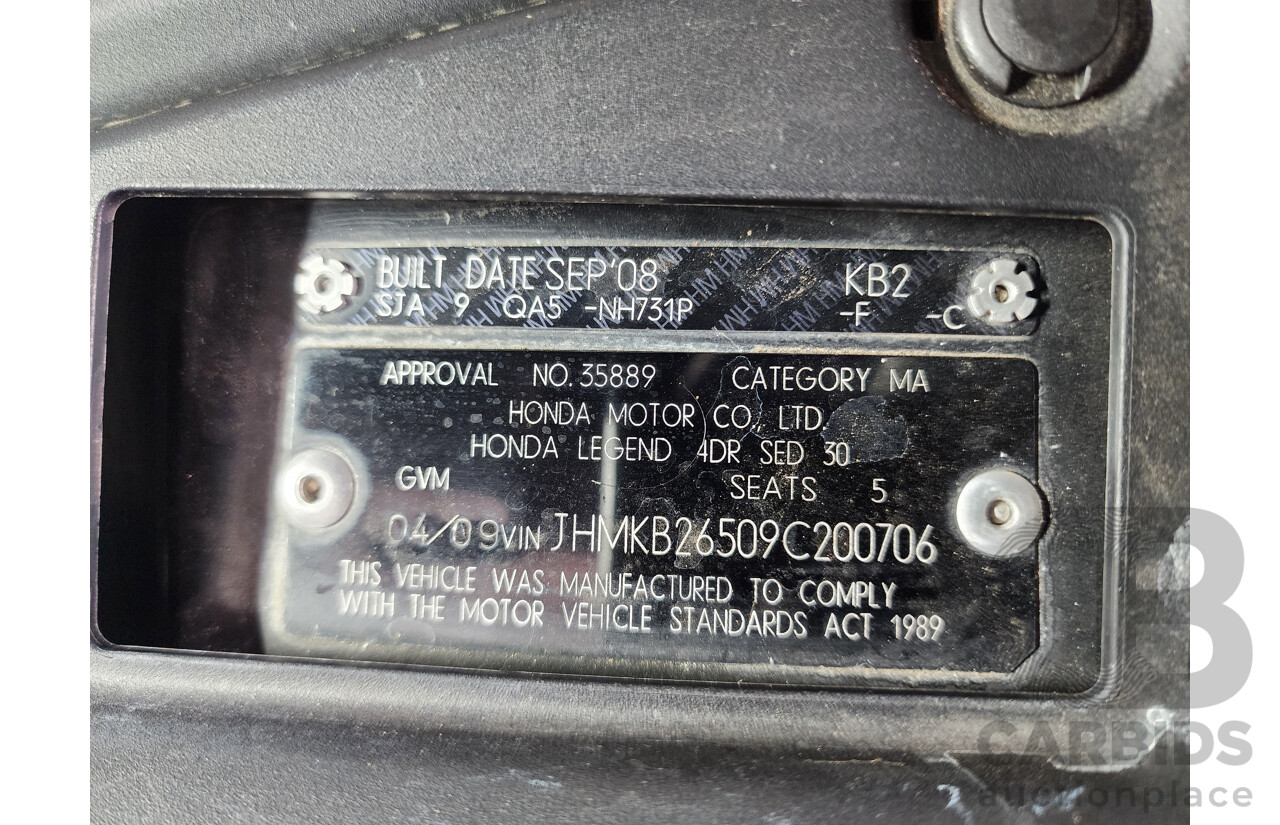 BUILT DATE SEP'08 KB2
SJA 9 QA5 -NH731P -F -C
APPROVAL NO. 35889 CATEGORY MA
HONDA MOTOR CO., LTD.
HONDA LEGEND 4DR SED 30
GVM - SEATS 5
04/09 VIN JHMKB26509C200706
THIS VEHICLE WAS MANUFACTURED TO COMPLY
WITH THE MOTOR VEHICLE STANDARDS ACT 1989
B
CARBIDS
auctionplace